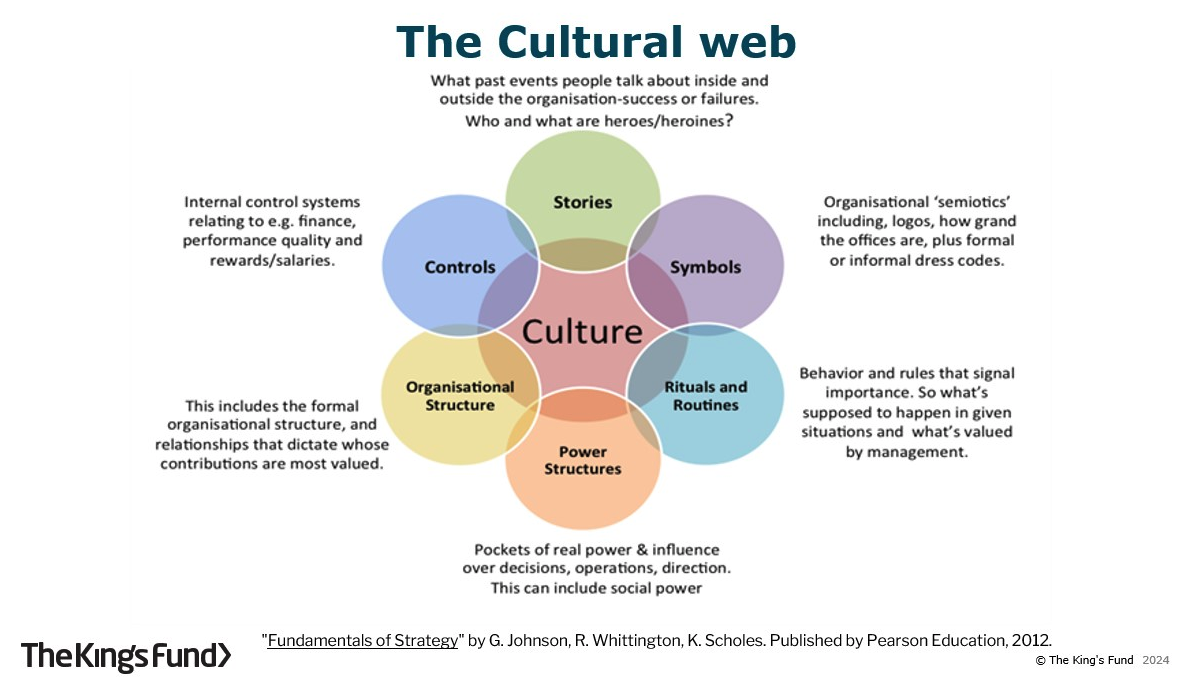 The Cultural web
What past events people talk about inside and
outside the organisation-success or failures.
Who and what are heroes/heroines?
Stories
Internal control systems
relating to e.g. finance,
performance quality and
rewards/salaries.
Controls
Symbols
Organisational ‘semiotics’
including, logos, how grand
the offices are, plus formal
or informal dress codes.
Culture
This includes the formal
organisational structure, and
relationships that dictate whose
contributions are most valued.
Organisational
Structure
Rituals and
Routines
Behavior and rules that signal
importance. So what’s
supposed to happen in given
situations and  what’s valued
by management.
Power
Structures
Pockets of real power & influence
over decisions, operations, direction.
This can include social power
TheKing'sFund>
"Fundamentals of Strategy" by G. Johnson, R. Whittington, K. Scholes. Published by Pearson Education, 2012.
© The King's Fund 2024